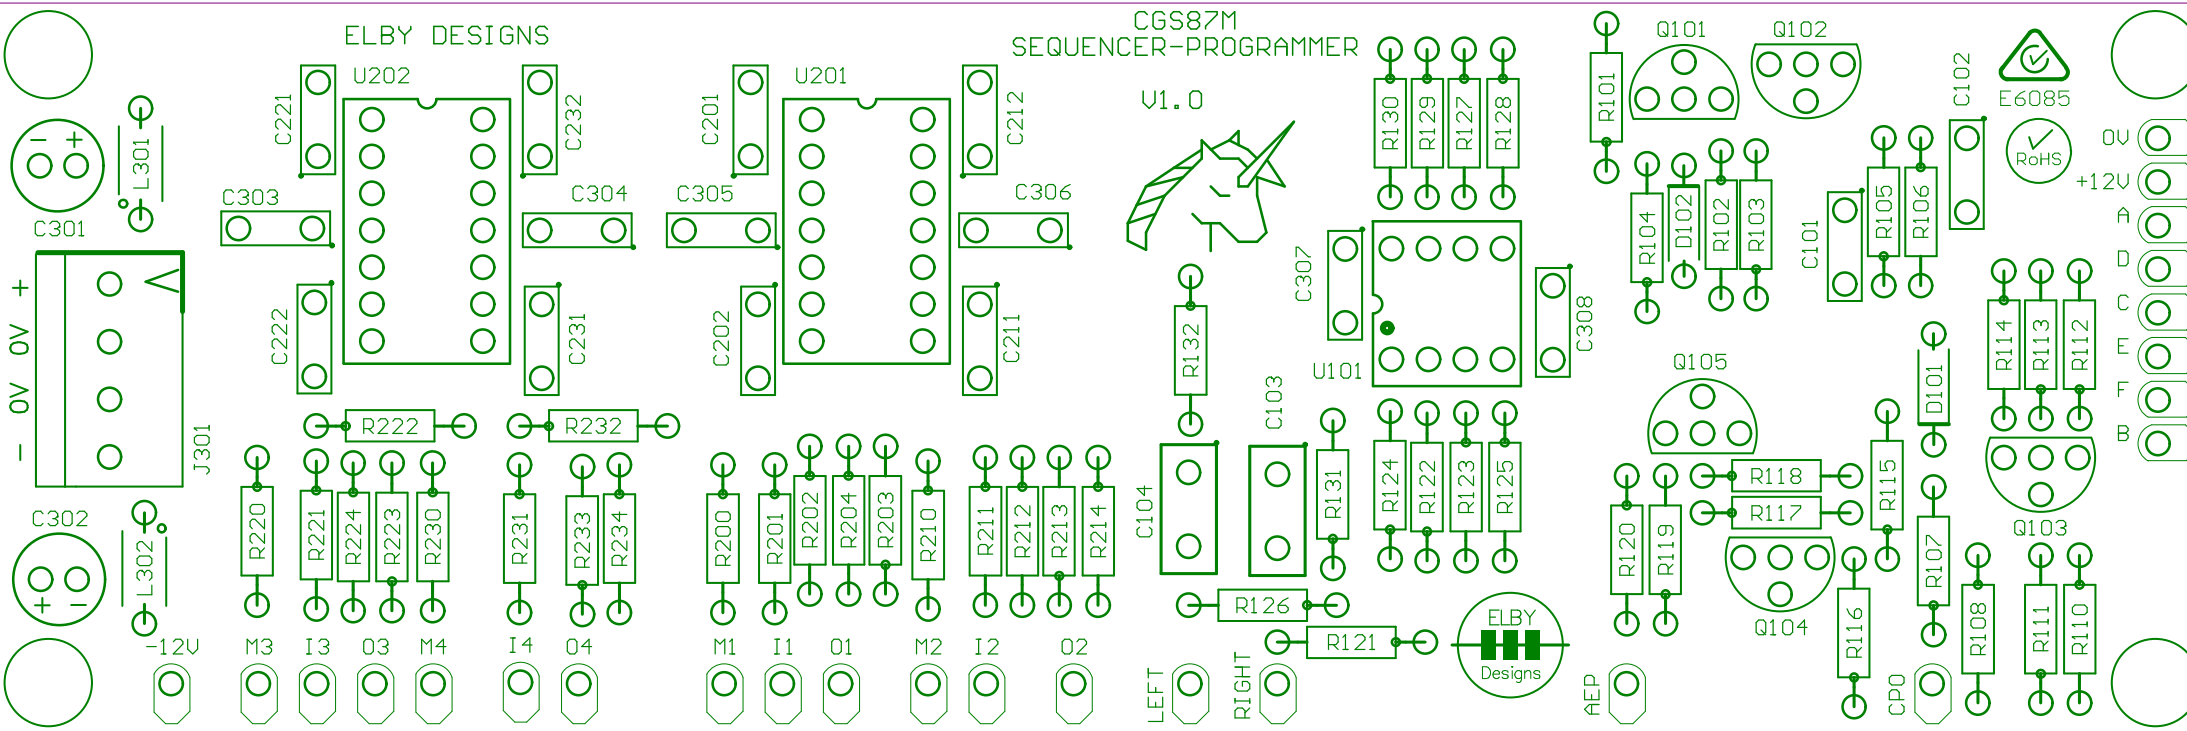 ELBY DESIGNS
CGS87M
SEQUENCER-PROGRAMMER
V1.0
U202
U201
C221
C232
C201
C212
R130
R129
R127
R128
R101
Q101
Q102
C102
E6085
RoHS
- +
L301
C301
C303
C304
C305
C306
C307
C308
R104
D102
R102
R103
C101
R105
R106
0V
+12V
A
D
C
E
F
B
+
0V
0V
-
J301
C222
C231
C202
C211
R132
U101
C103
Q105
D101
R114
R113
R112
R222
R232
C302
+ -
L302
R220
R221
R224
R223
R230
R231
R233
R234
R200
R201
R202
R204
R203
R210
R211
R212
R213
R214
C104
R131
R124
R122
R123
R125
R118
R117
R115
R120
R119
Q104
R116
R107
Q103
R108
R111
R110
R126
R121
ELBY
Designs
-12V
M3
I3
O3
M4
I4
O4
M1
I1
O1
M2
I2
O2
LEFT
RIGHT
AEP
CPO